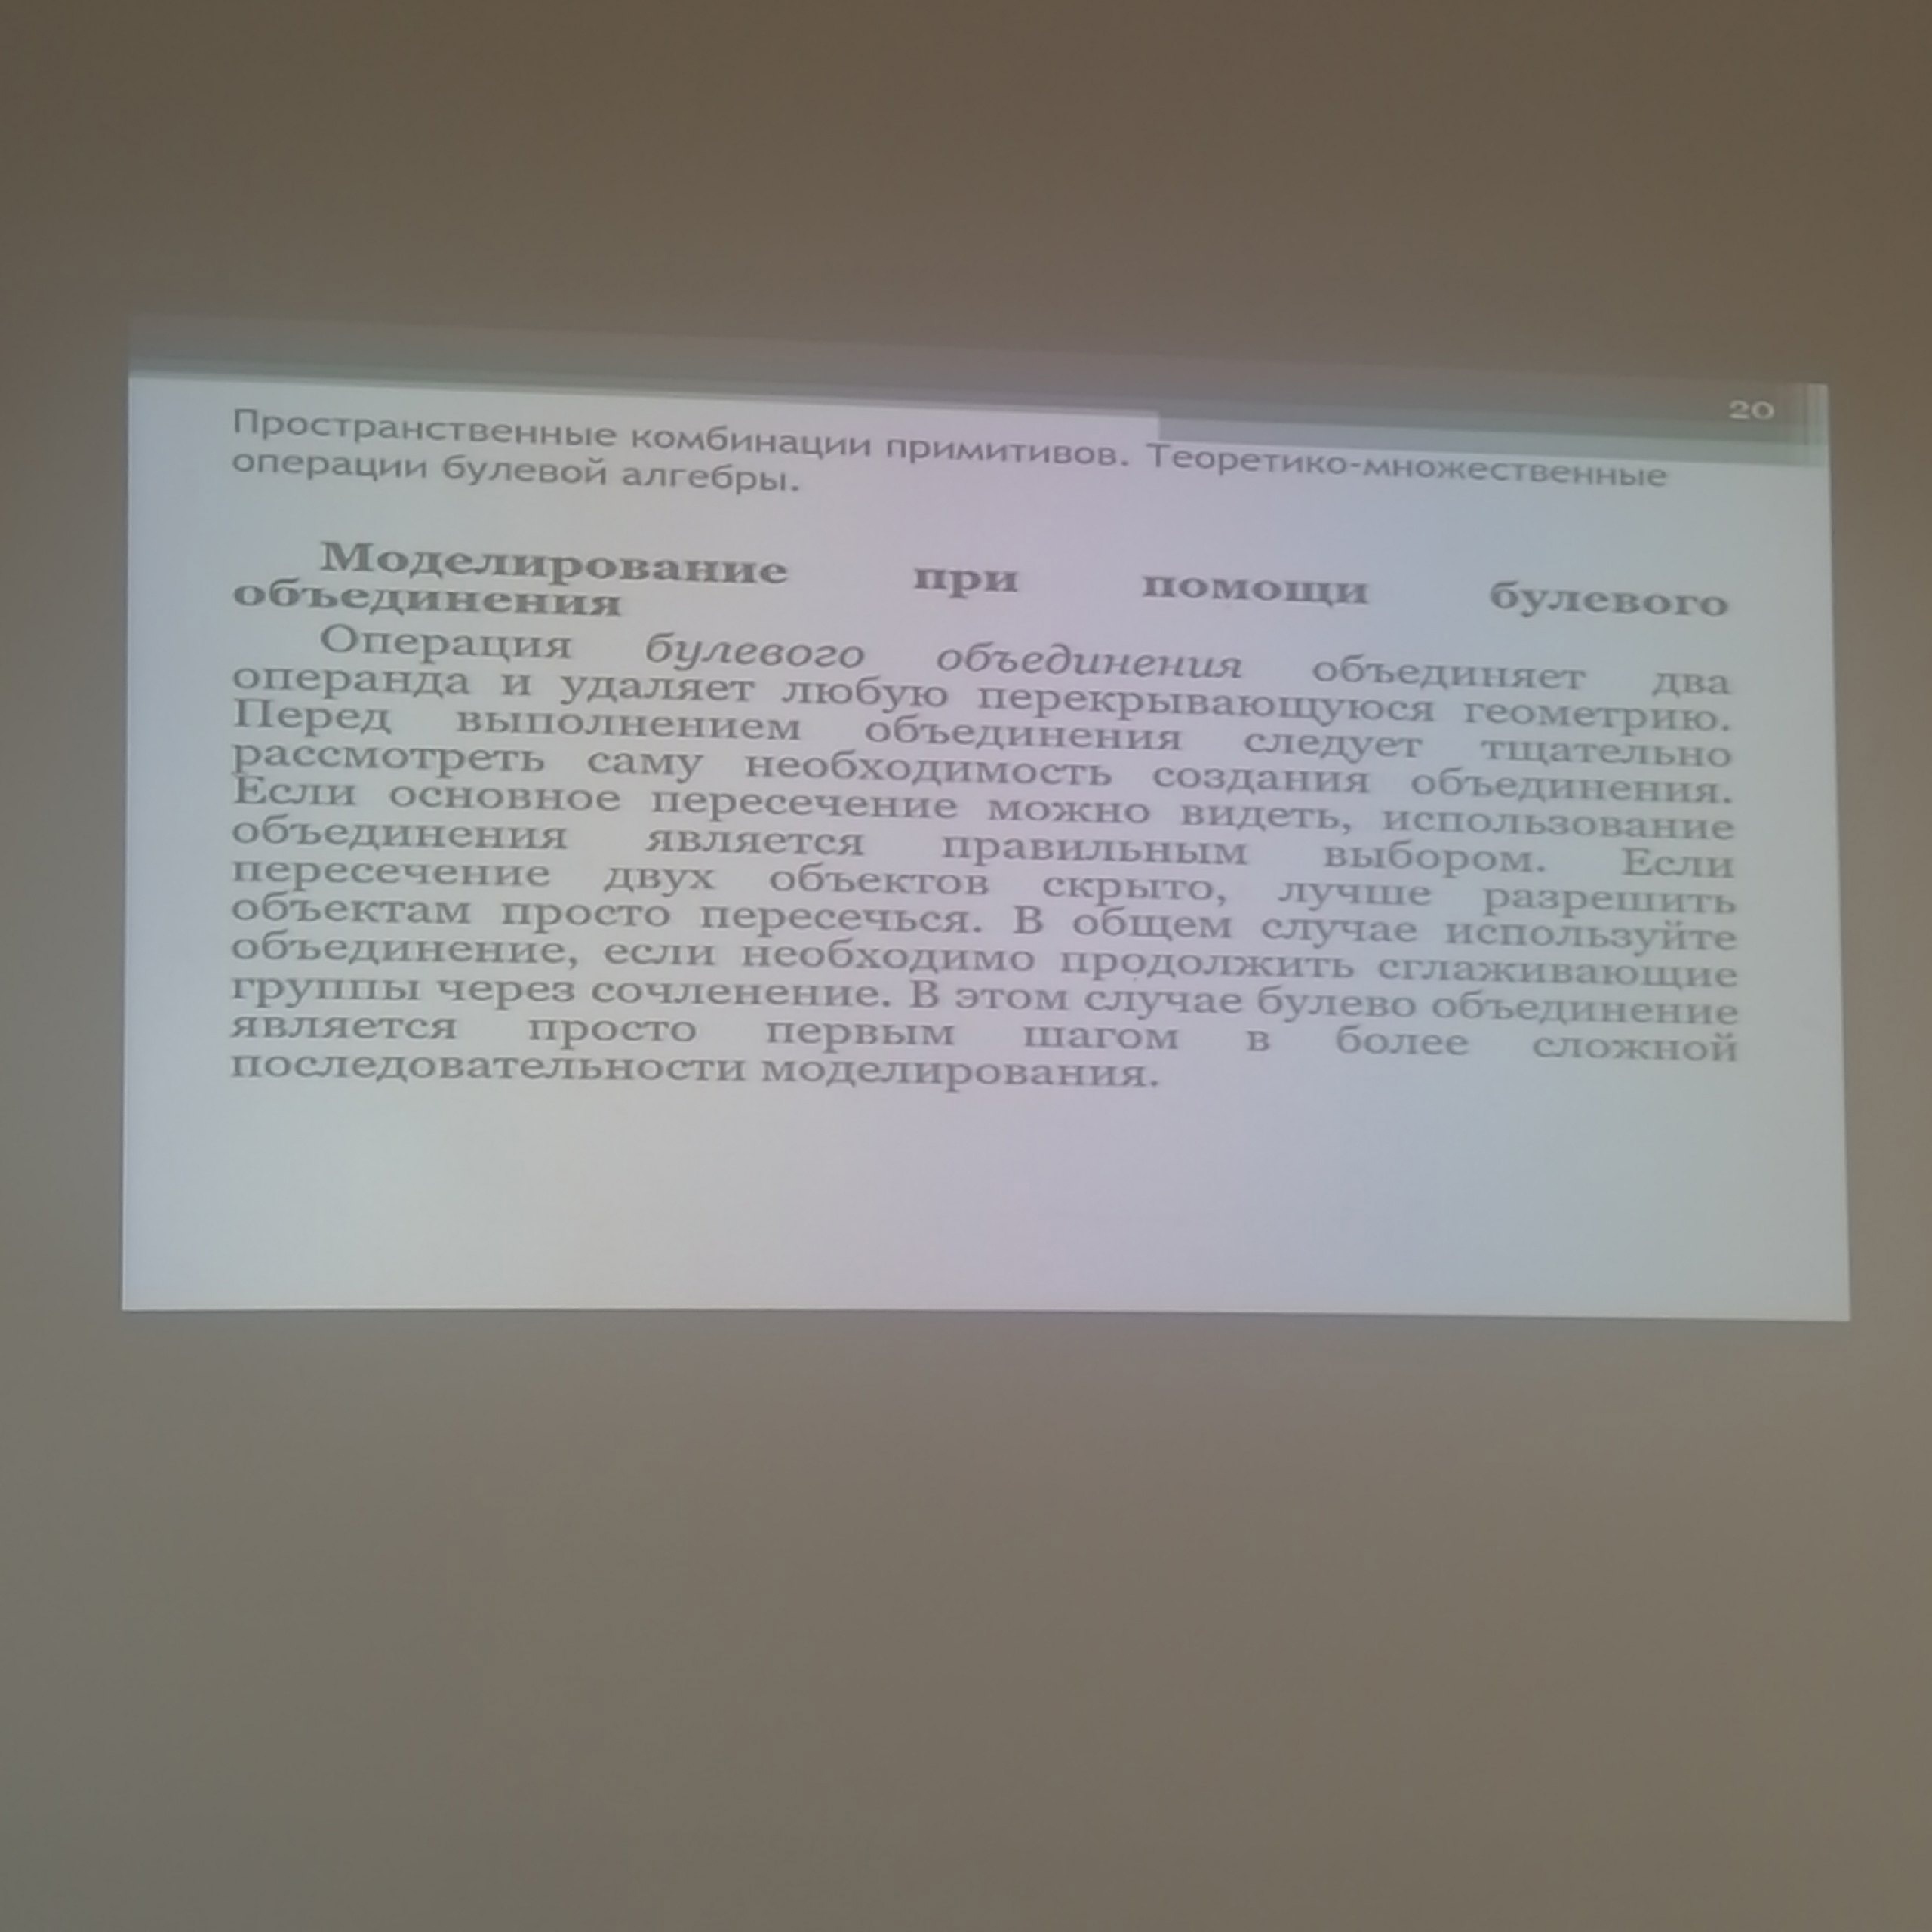 20
Пространственные комбинации примитивов. Теоретико-множественные
операции булевой алгебры.
Моделирование при помощи булевого
объединения
Операция булевого объединения объединяет два
операнда и удаляет любую перекрывающуюся геометрию.
Перед выполнением объединения следует тщательно
рассмотреть саму необходимость создания объединения.
Если основное пересечение можно видеть, использование
объединения является правильным выбором. Если
пересечение двух объектов скрыто, лучше разрешить
объектам просто пересечься. В общем случае используйте
объединение, если необходимо продолжить сглаживающие
группы через сочленение. В этом случае булево объединение
является просто первым шагом в более сложной
последовательности моделирования.